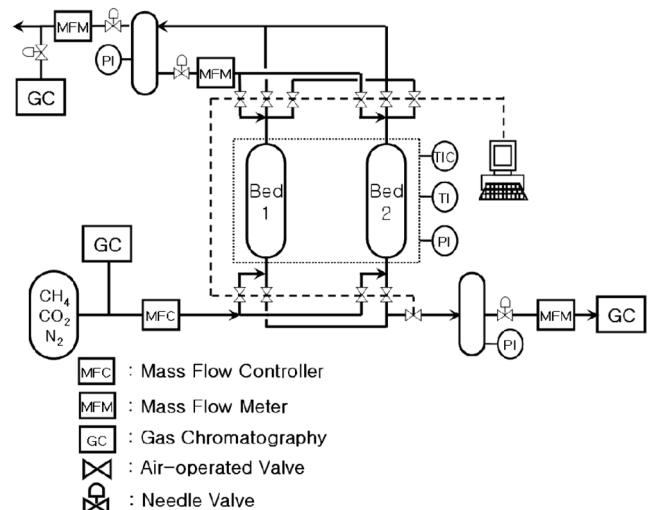 MFM
PI
MFM
GC
Bed
1
Bed
2
TIC
TI
PI
GC
CH₄
CO₂
N₂
MFC
MFM
GC
PI
MFC : Mass Flow Controller
MFM : Mass Flow Meter
GC : Gas Chromatography
: Air-operated Valve
: Needle Valve